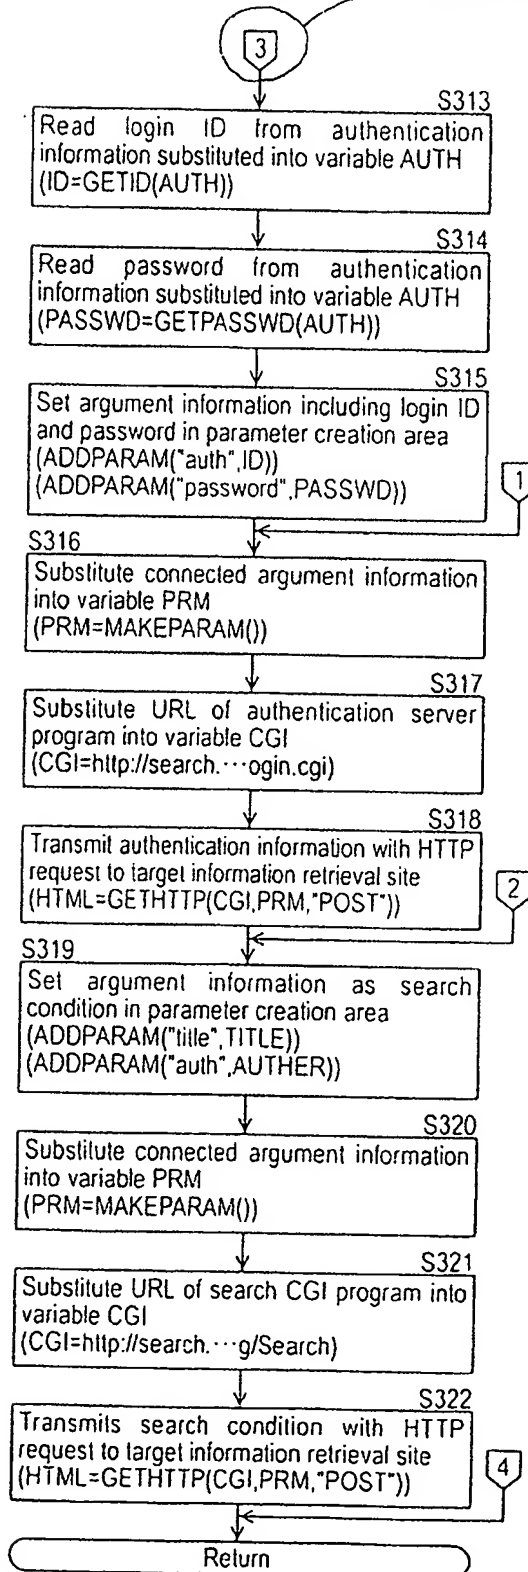 3
S313
Read login ID from authentication
information substituted into variable AUTH
(ID=GETID(AUTH))
S314
Read password from authentication
information substituted into variable AUTH
(PASSWD=GETPASSWD(AUTH))
S315
Set argument information including login ID
and password in parameter creation area
(ADDPARAM("auth",ID))
(ADDPARAM("password",PASSWD))
1
S316
Substitute connected argument information
into variable PRM
(PRM=MAKEPARAM())
S317
Substitute URL of authentication server
program into variable CGI
(CGI=http://search.···ogin.cgi)
S318
Transmit authentication information with HTTP
request to target information retrieval site
(HTML=GETHTTP(CGI,PRM,"POST"))
2
S319
Set argument information as search
condition in parameter creation area
(ADDPARAM("title",TITLE))
(ADDPARAM("auth",AUTHER))
S320
Substitute connected argument information
into variable PRM
(PRM=MAKEPARAM())
S321
Substitute URL of search CGI program into
variable CGI
(CGI=http://search.···g/Search)
S322
Transmits search condition with HTTP
request to target information retrieval site
(HTML=GETHTTP(CGI,PRM,"POST"))
4
Return